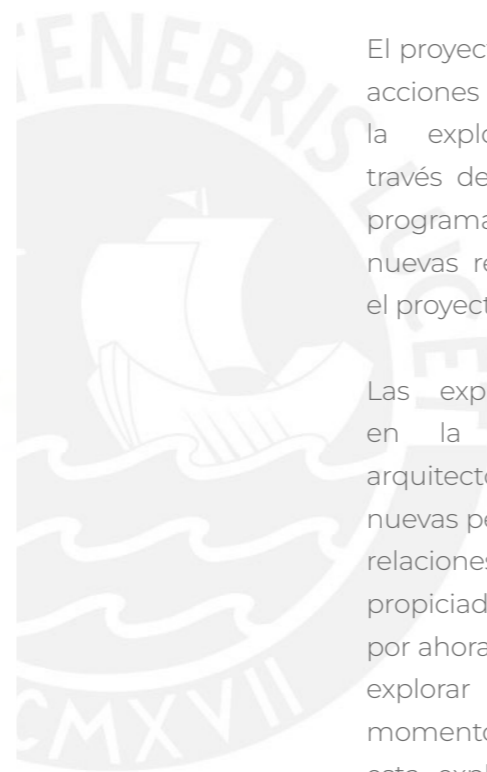 TENEBRIS LUCET
CMXVII
El proyec
acciones
la explo
través de
programa
nuevas re
el proyect
Las exp
en la
arquitecto
nuevas pe
relaciones
propiciad
por ahora
explorar
momento